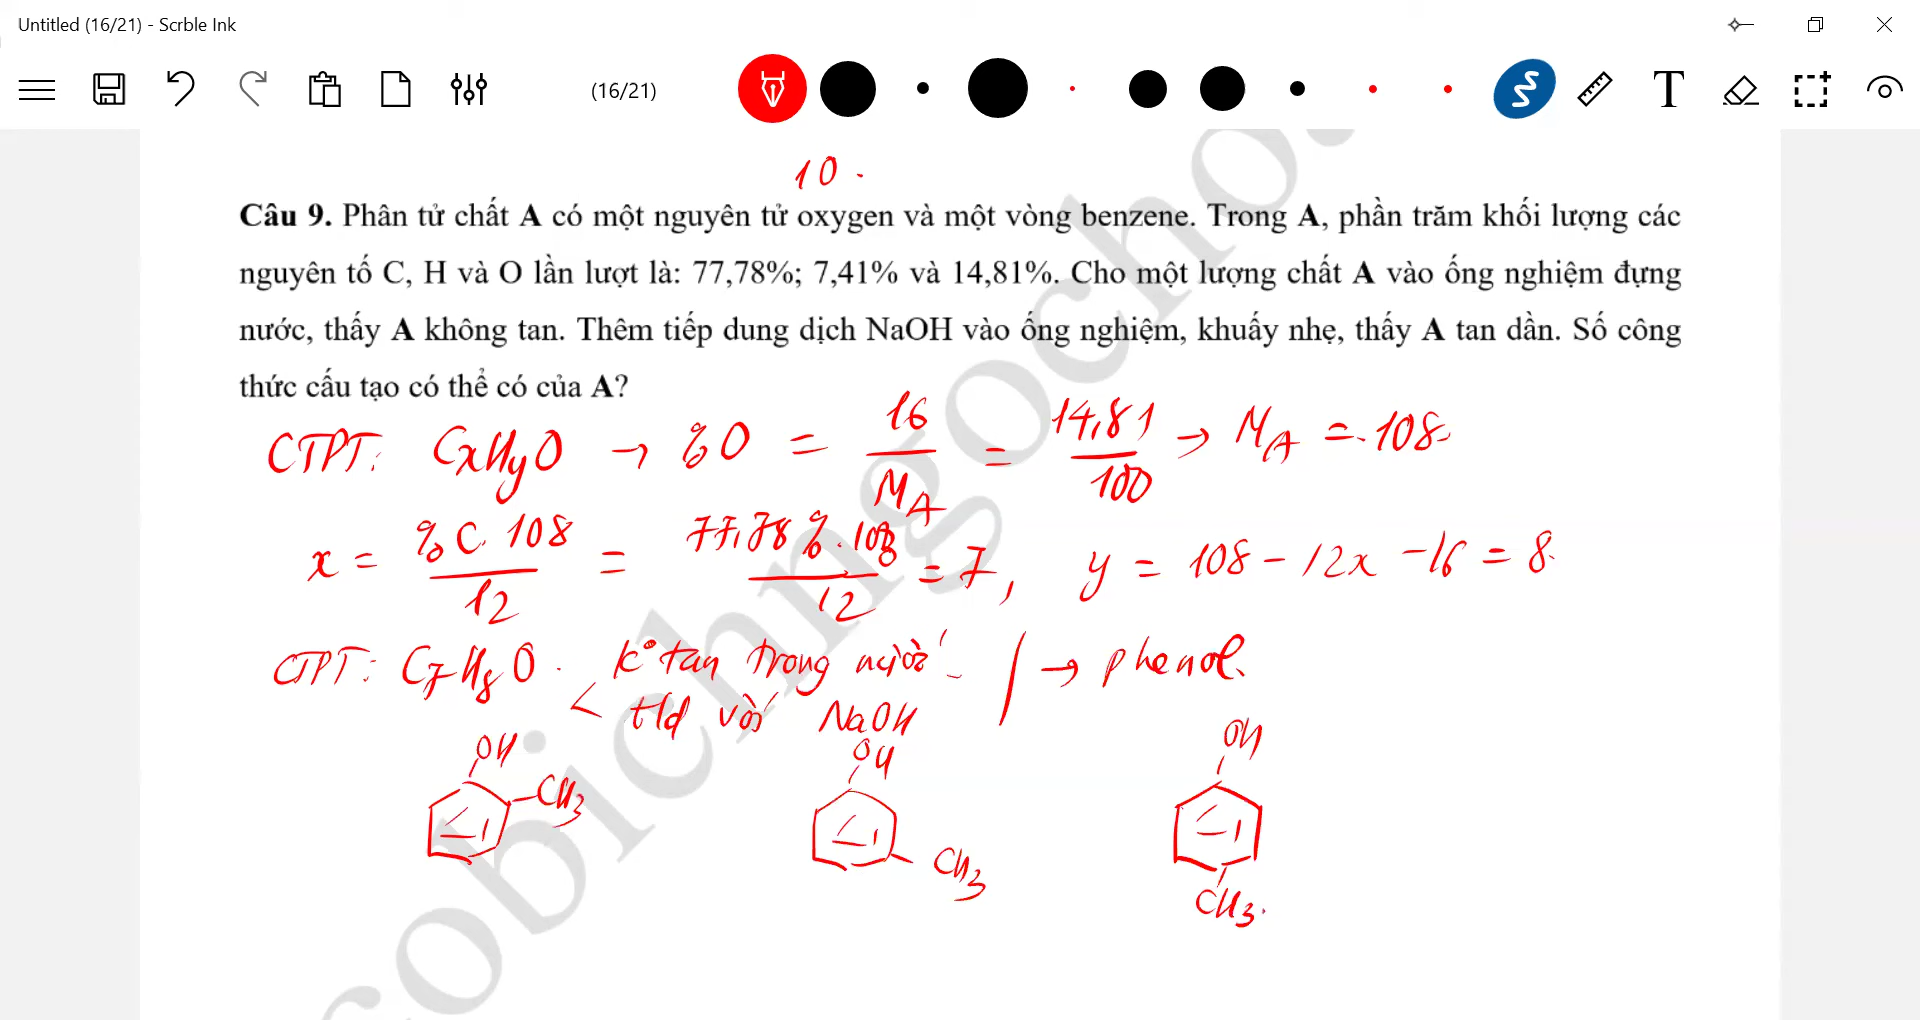 Untitled (16/21) - Scrble Ink
(16/21)
T
10.
Câu 9. Phân tử chất A có một nguyên tử oxygen và một vòng benzene. Trong A, phần trăm khối lượng các
nguyên tố C, H và O lần lượt là: 77,78%; 7,41% và 14,81%. Cho một lượng chất A vào ống nghiệm đựng
nước, thấy A không tan. Thêm tiếp dung dịch NaOH vào ống nghiệm, khuấy nhẹ, thấy A tan dần. Số công
thức cấu tạo có thể có của A?
CTPT: CxHyO → %O = 16/MA = 14,81/100 → MA = 108.
x = %C.108/12 = 77,78%.108/12 = 7, y = 108 - 12x - 16 = 8.
CTPT: C7H8O. < k° tan trong nước → phenol.
tld với NaOH
OH OH OH
CH3 CH3 CH3.
obichngocho